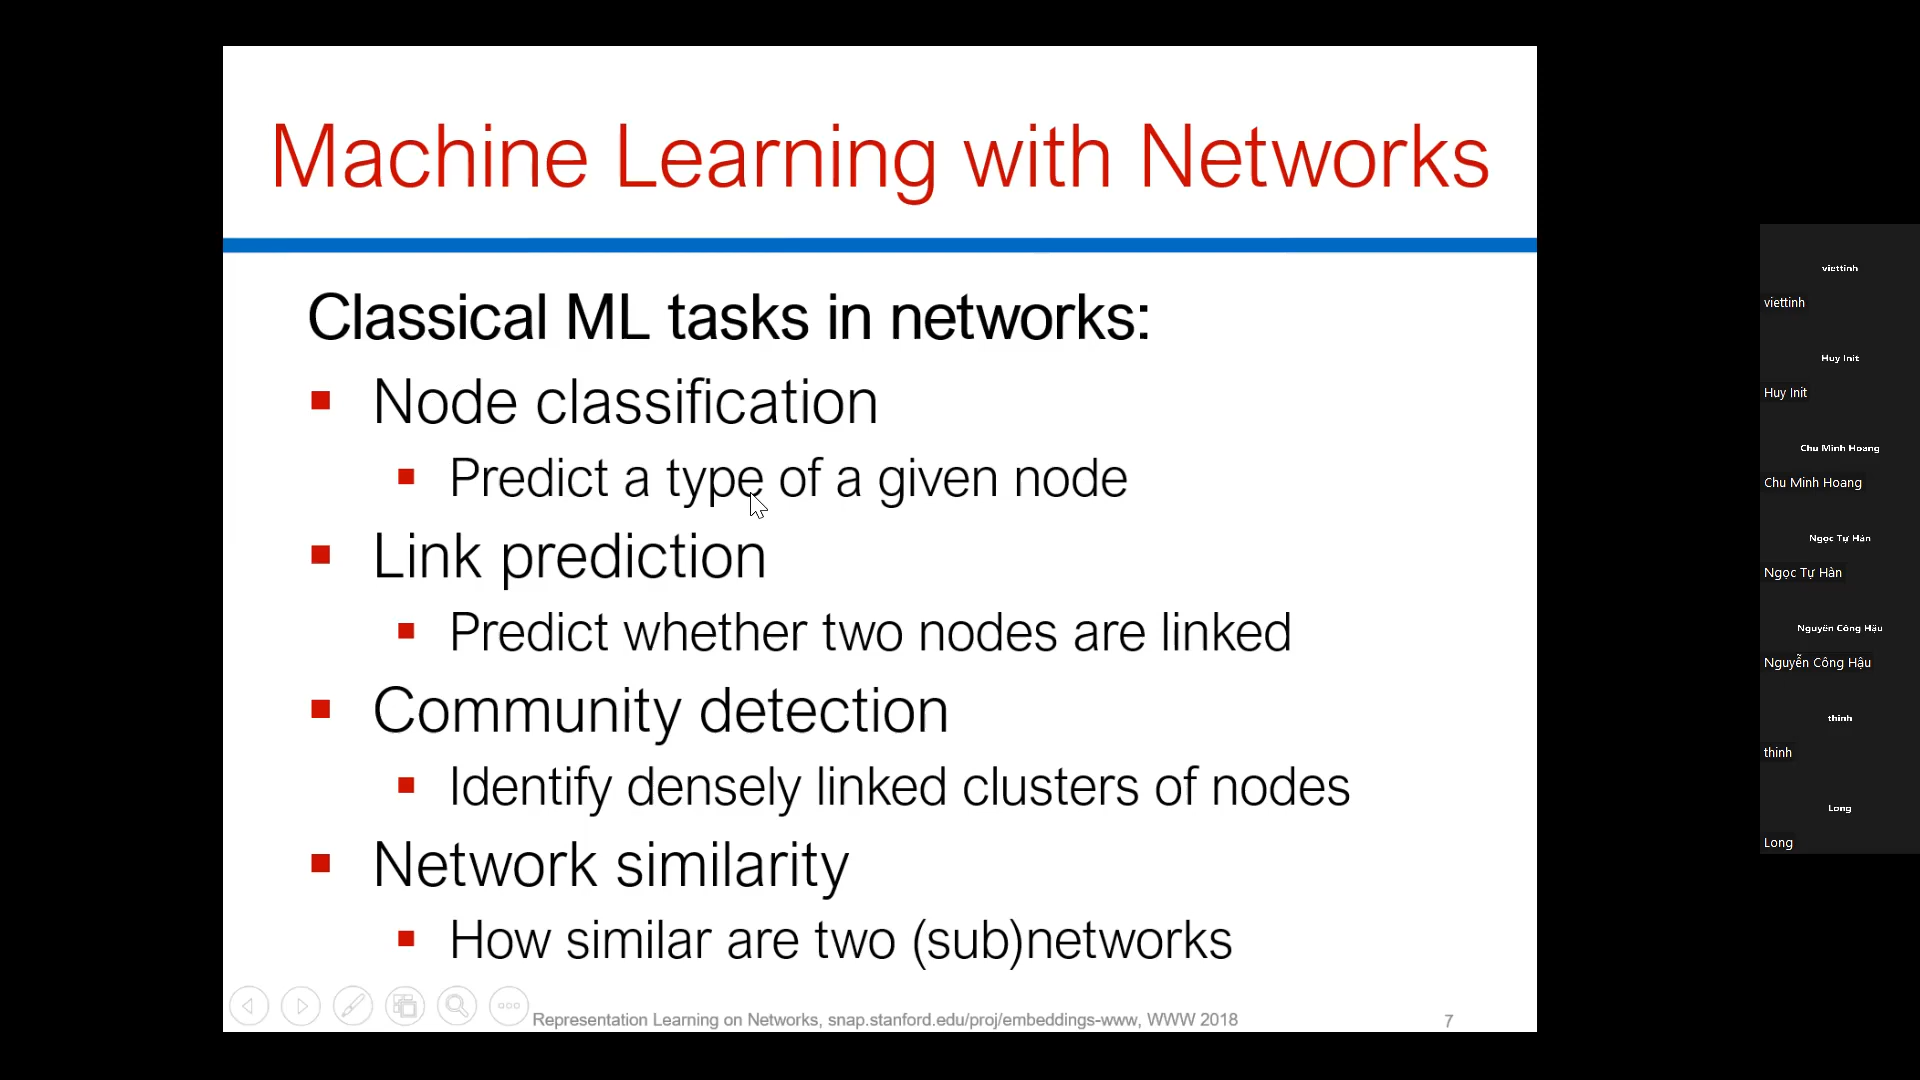 Machine Learning with Networks
Classical ML tasks in networks:
Node classification
Predict a type of a given node
Link prediction
Predict whether two nodes are linked
Community detection
Identify densely linked clusters of nodes
Network similarity
How similar are two (sub)networks
Representation Learning on Networks, snap.stanford.edu/proj/embeddings-www, WWW 2018
7
viettinh
viettinh
Huy Init
Huy Init
Chu Minh Hoang
Chu Minh Hoang
Ngọc Tự Hàn
Ngọc Tự Hàn
Nguyễn Công Hậu
Nguyễn Công Hậu
thinh
thinh
Long
Long